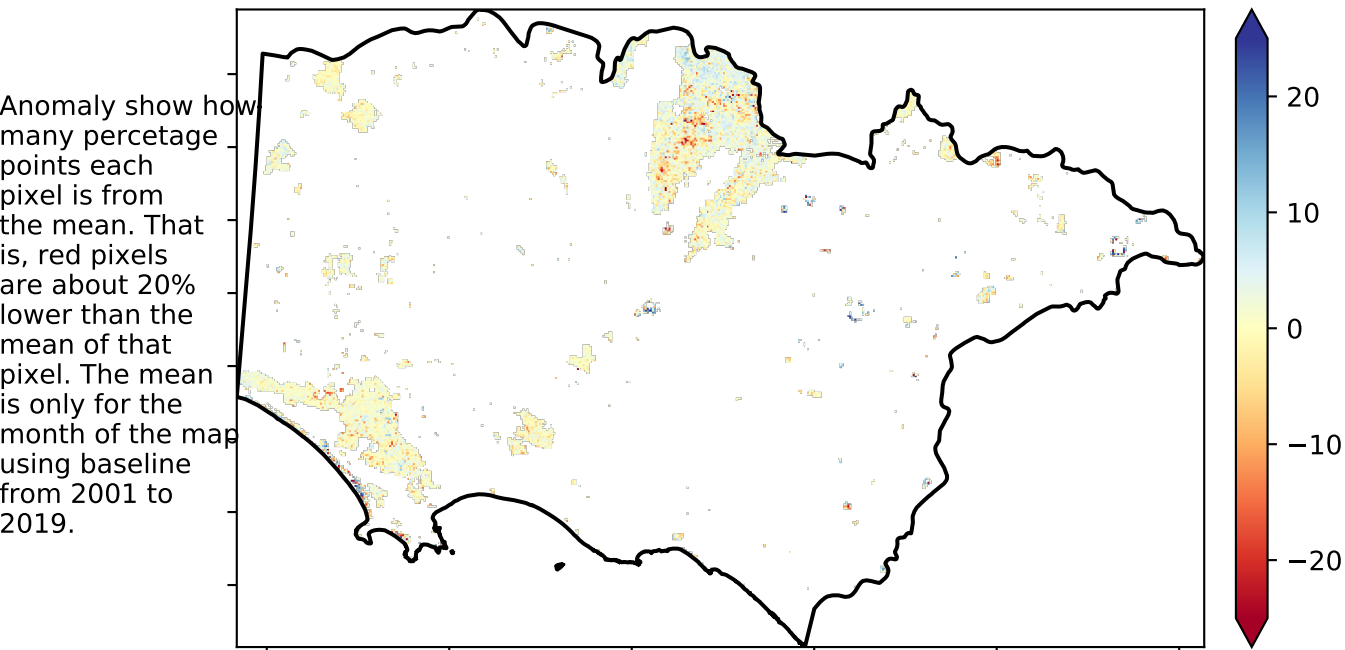 Anomaly show how
many percetage
points each
pixel is from
the mean. That
is, red pixels
are about 20%
lower than the
mean of that
pixel. The mean
is only for the
month of the map
using baseline
from 2001 to
2019.
20
10
0
−10
−20